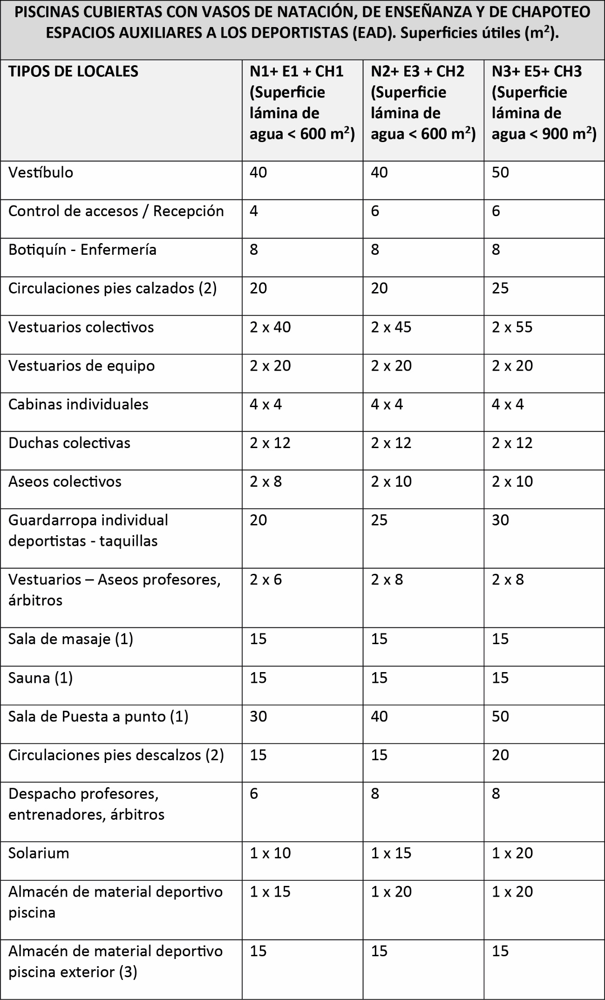 PISCINAS CUBIERTAS CON VASOS DE NATACIÓN, DE ENSEÑANZA Y DE CHAPOTEO
ESPACIOS AUXILIARES A LOS DEPORTISTAS (EAD). Superficies útiles (m²).
TIPOS DE LOCALES
N1+ E1 + CH1
(Superficie
lámina de
agua < 600 m²)
N2+ E3 + CH2
(Superficie
lámina de
agua < 600 m²)
N3+ E5+ CH3
(Superficie
lámina de
agua < 900 m²)
Vestíbulo 40 40 50
Control de accesos / Recepción 4 6 6
Botiquín - Enfermería 8 8 8
Circulaciones pies calzados (2) 20 20 25
Vestuarios colectivos 2 x 40 2 x 45 2 x 55
Vestuarios de equipo 2 x 20 2 x 20 2 x 20
Cabinas individuales 4 x 4 4 x 4 4 x 4
Duchas colectivas 2 x 12 2 x 12 2 x 12
Aseos colectivos 2 x 8 2 x 10 2 x 10
Guardarropa individual 20 25 30
deportistas - taquillas
Vestuarios – Aseos profesores, 2 x 6 2 x 8 2 x 8
árbitros
Sala de masaje (1) 15 15 15
Sauna (1) 15 15 15
Sala de Puesta a punto (1) 30 40 50
Circulaciones pies descalzos (2) 15 15 20
Despacho profesores, 6 8 8
entrenadores, árbitros
Solarium 1 x 10 1 x 15 1 x 20
Almacén de material deportivo 1 x 15 1 x 20 1 x 20
piscina
Almacén de material deportivo 15 15 15
piscina exterior (3)